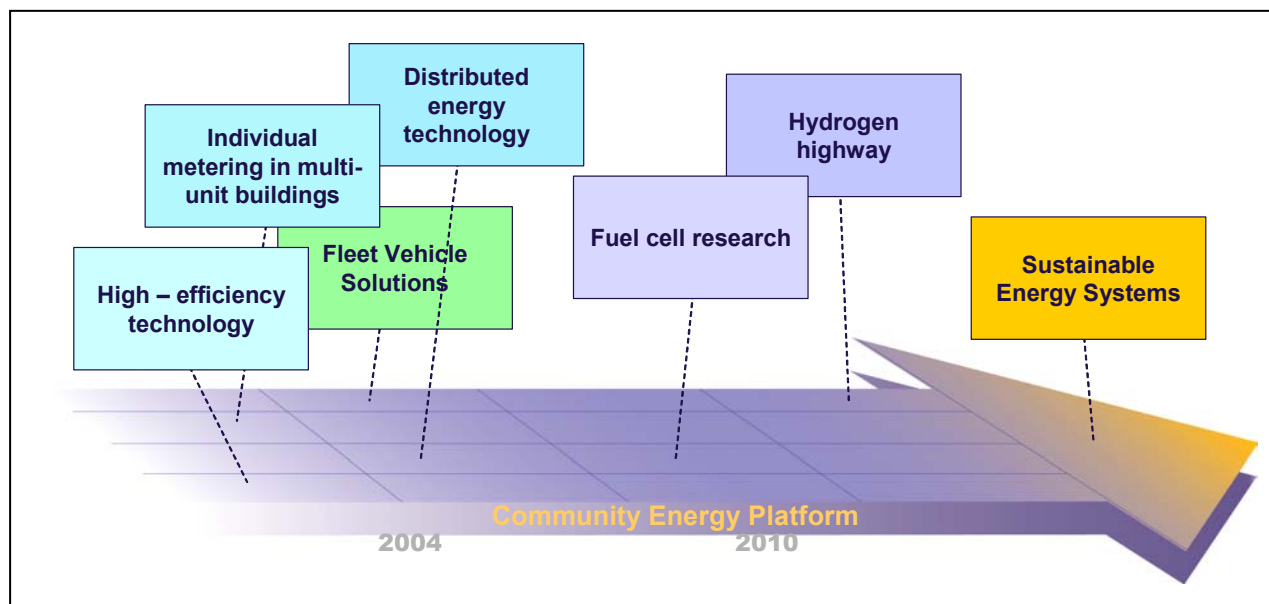 Distributed
energy
technology
Individual
metering in multi-
unit buildings
Fleet Vehicle
Solutions
High – efficiency
technology
Hydrogen
highway
Fuel cell research
Sustainable
Energy Systems
Community Energy Platform
2004
2010